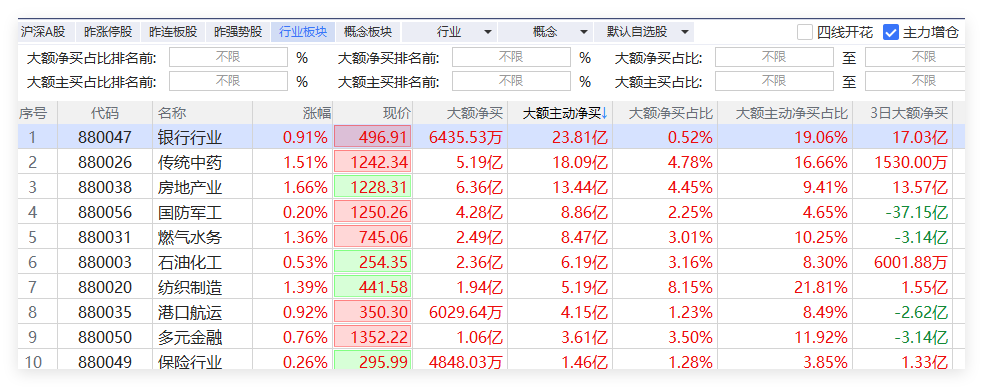 沪深A股 昨涨停股 昨连板股 昨强势股 行业板块 概念板块 行业 概念 默认自选股 四线开花 主力增仓
大额净买占比排名前: 不限 % 大额净买排名前: 不限 % 大额净买占比: 不限 至 不限
大额主买占比排名前: 不限 % 大额主买排名前: 不限 % 大额主买占比: 不限 至 不限
序号 代码 名称 涨幅 现价 大额净买 大额主动净买↓ 大额净买占比 大额主动净买占比 3日大额净买
1 880047 银行行业 0.91% 496.91 6435.53万 23.81亿 0.52% 19.06% 17.03亿
2 880026 传统中药 1.51% 1242.34 5.19亿 18.09亿 4.78% 16.66% 1530.00万
3 880038 房地产业 1.66% 1228.31 6.36亿 13.44亿 4.45% 9.41% 13.57亿
4 880056 国防军工 0.20% 1250.26 4.28亿 8.86亿 2.25% 4.65% -37.15亿
5 880031 燃气水务 1.36% 745.06 2.49亿 8.47亿 3.01% 10.25% -3.14亿
6 880003 石油化工 0.53% 254.35 2.36亿 6.19亿 3.16% 8.30% 6001.88万
7 880020 纺织制造 1.39% 441.58 1.94亿 5.19亿 8.15% 21.81% 1.55亿
8 880035 港口航运 0.92% 350.30 6029.64万 4.15亿 1.23% 8.49% -2.62亿
9 880050 多元金融 0.76% 1352.22 1.06亿 3.61亿 3.50% 11.92% -3.14亿
10 880049 保险行业 0.26% 295.99 4848.03万 1.46亿 1.28% 3.85% 1.33亿